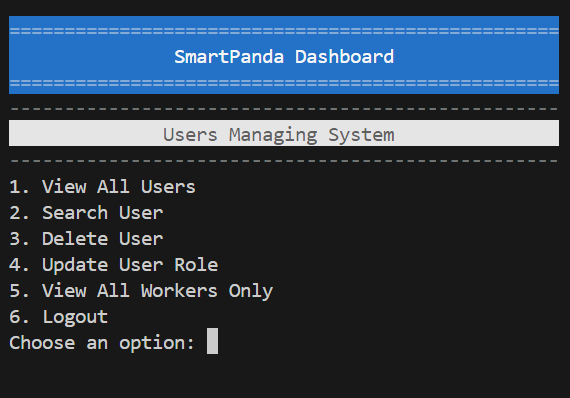 ==================================================
SmartPanda Dashboard
==================================================
--------------------------------------------------
Users Managing System
--------------------------------------------------
1. View All Users
2. Search User
3. Delete User
4. Update User Role
5. View All Workers Only
6. Logout
Choose an option: